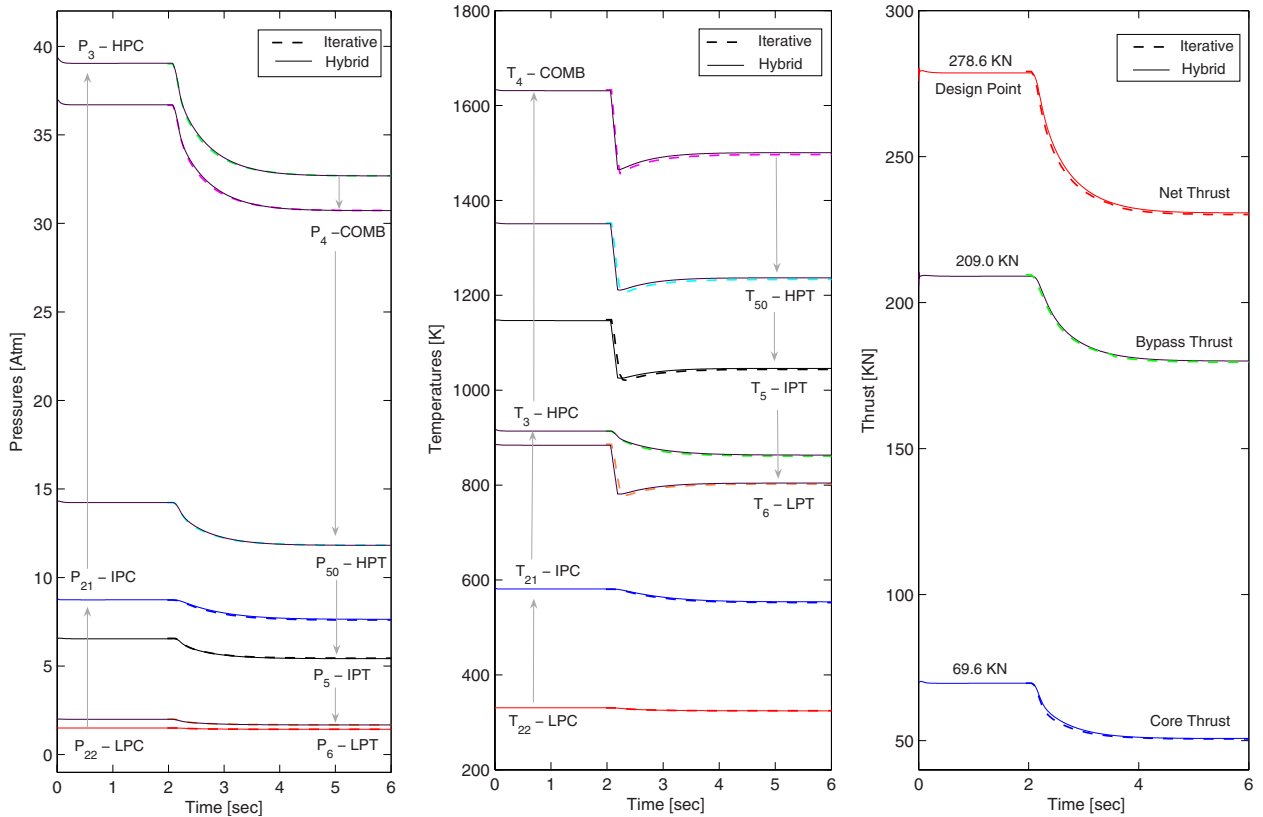 40
35
30
25
20
15
10
5
0
0 1 2 3 4 5 6
Pressures [Atm]
Time [sec]
Iterative
Hybrid
P3 – HPC
P4 –COMB
P50 – HPT
P21 – IPC
P5 – IPT
P22 – LPC
P6 – LPT
1800
1600
1400
1200
1000
800
600
400
200
0 1 2 3 4 5 6
Temperatures [K]
Time [sec]
Iterative
Hybrid
T4 – COMB
T50 – HPT
T5 – IPT
T3 – HPC
T6 – LPT
T21 – IPC
T22 – LPC
300
250
200
150
100
50
0 2 4 6
Thrust [KN]
Time [sec]
Iterative
Hybrid
278.6 KN
Design Point
Net Thrust
209.0 KN
Bypass Thrust
69.6 KN
Core Thrust